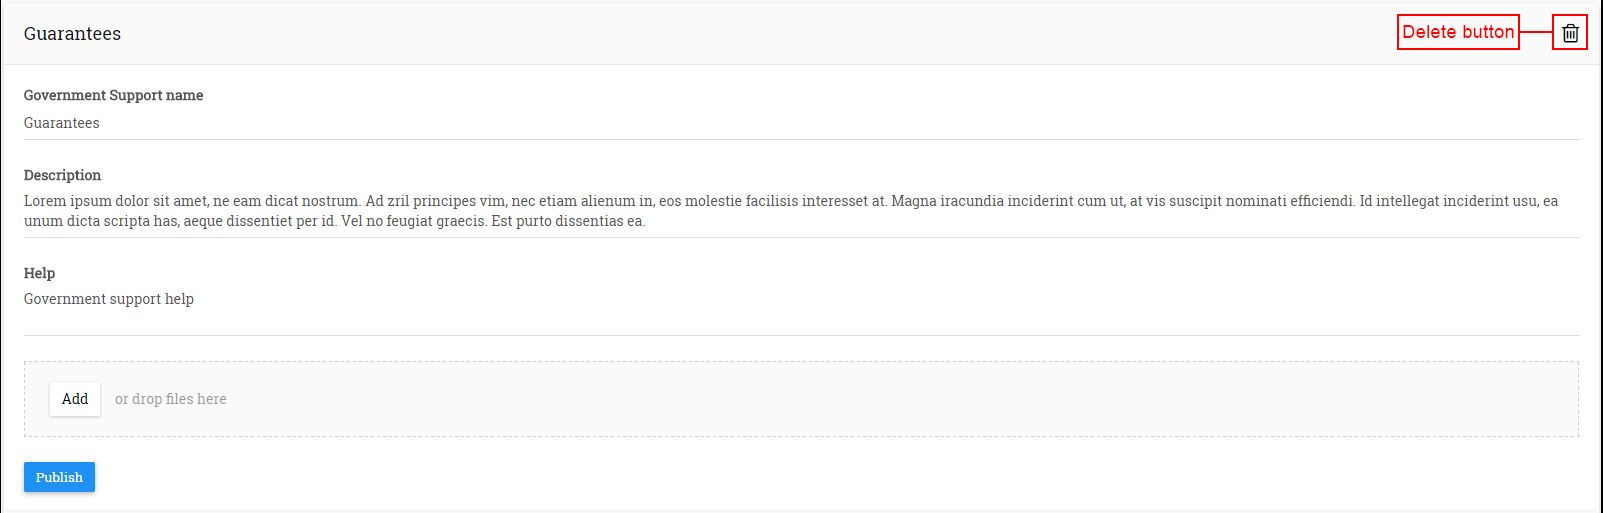 Guarantees
Delete button
Government Support name
Guarantees
Description
Lorem ipsum dolor sit amet, ne eam dicat nostrum. Ad zril principes vim, nec etiam alienum in, eos molestie facilisis interesset at. Magna iracundia inciderint cum ut, at vis suscipit nominati efficiendi. Id intellegat inciderint usu, ea
unum dicta scripta has, aeque dissentiet per id. Vel no feugiat graecis. Est purto dissentias ea.
Help
Government support help
Add or drop files here
Publish